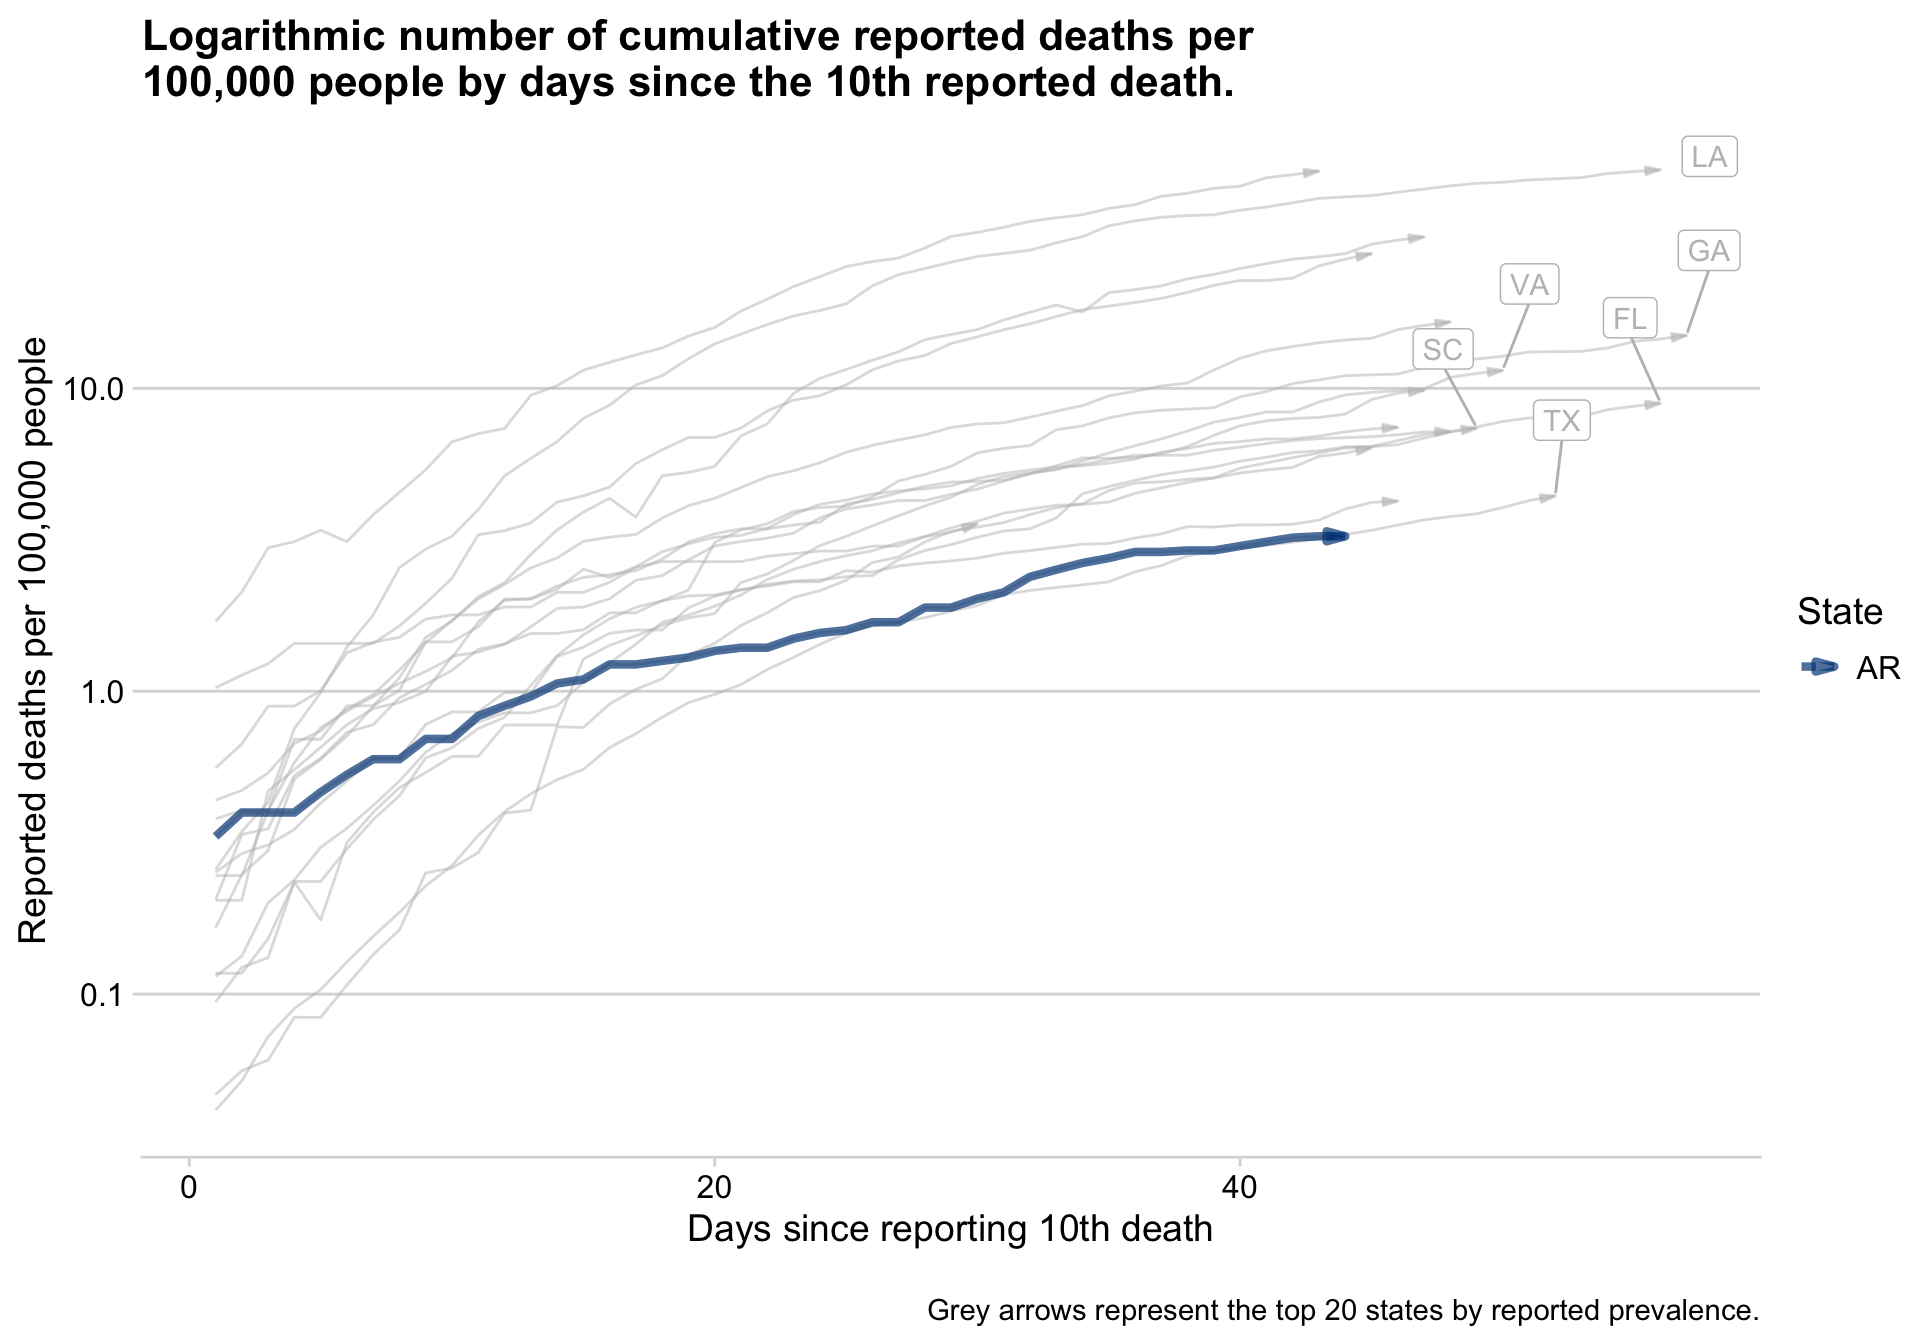 Logarithmic number of cumulative reported deaths per
100,000 people by days since the 10th reported death.
LA
GA
VA
FL
SC
TX
Reported deaths per 100,000 people
10.0
1.0
0.1
State
AR
0
20
40
Days since reporting 10th death
Grey arrows represent the top 20 states by reported prevalence.